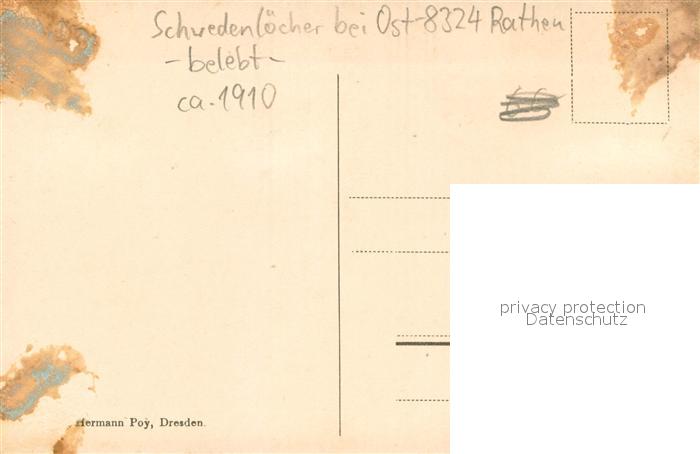 Schwedenlöcher bei Ost-8324 Rathen
- belebt -
ca. 1910
privacy protection
Datenschutz
Hermann Poy, Dresden.